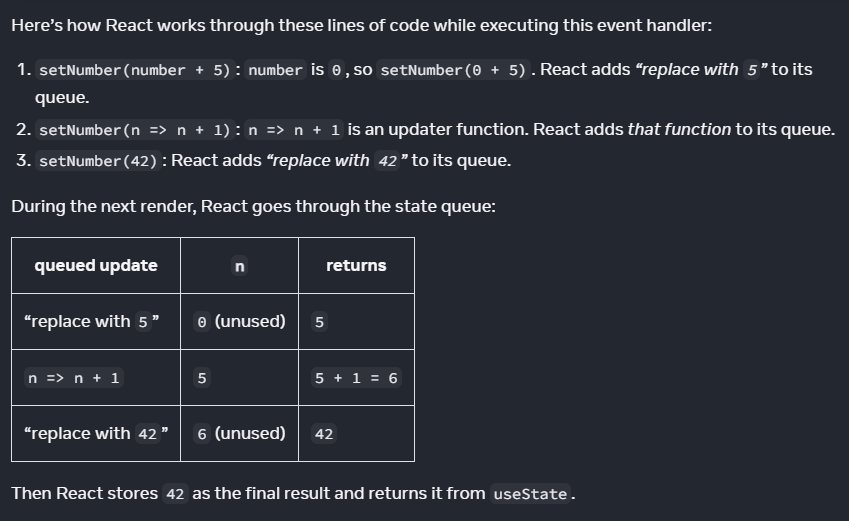 Here’s how React works through these lines of code while executing this event handler:
1. setNumber(number + 5) : number is 0 , so setNumber(0 + 5) . React adds “replace with 5 ” to its
queue.
2. setNumber(n => n + 1) : n => n + 1 is an updater function. React adds that function to its queue.
3. setNumber(42) : React adds “replace with 42 ” to its queue.
During the next render, React goes through the state queue:
queued update n returns
“replace with 5 ” 0 (unused) 5
n => n + 1 5 5 + 1 = 6
“replace with 42 ” 6 (unused) 42
Then React stores 42 as the final result and returns it from useState .